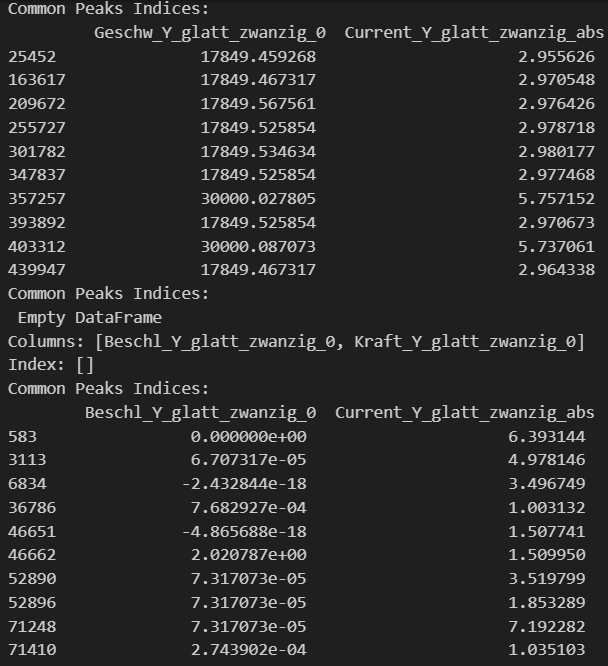 Common Peaks Indices:
Geschw_Y_glatt_zwanzig_0 Current_Y_glatt_zwanzig_abs
25452 17849.459268 2.955626
163617 17849.467317 2.970548
209672 17849.567561 2.976426
255727 17849.525854 2.978718
301782 17849.534634 2.980177
347837 17849.525854 2.977468
357257 30000.027805 5.757152
393892 17849.525854 2.970673
403312 30000.087073 5.737061
439947 17849.467317 2.964338
Common Peaks Indices:
Empty DataFrame
Columns: [Beschl_Y_glatt_zwanzig_0, Kraft_Y_glatt_zwanzig_0]
Index: []
Common Peaks Indices:
Beschl_Y_glatt_zwanzig_0 Current_Y_glatt_zwanzig_abs
583 0.000000e+00 6.393144
3113 6.707317e-05 4.978146
6834 -2.432844e-18 3.496749
36786 7.682927e-04 1.003132
46651 -4.865688e-18 1.507741
46662 2.020787e+00 1.509950
52890 7.317073e-05 3.519799
52896 7.317073e-05 1.853289
71248 7.317073e-05 7.192282
71410 2.743902e-04 1.035103